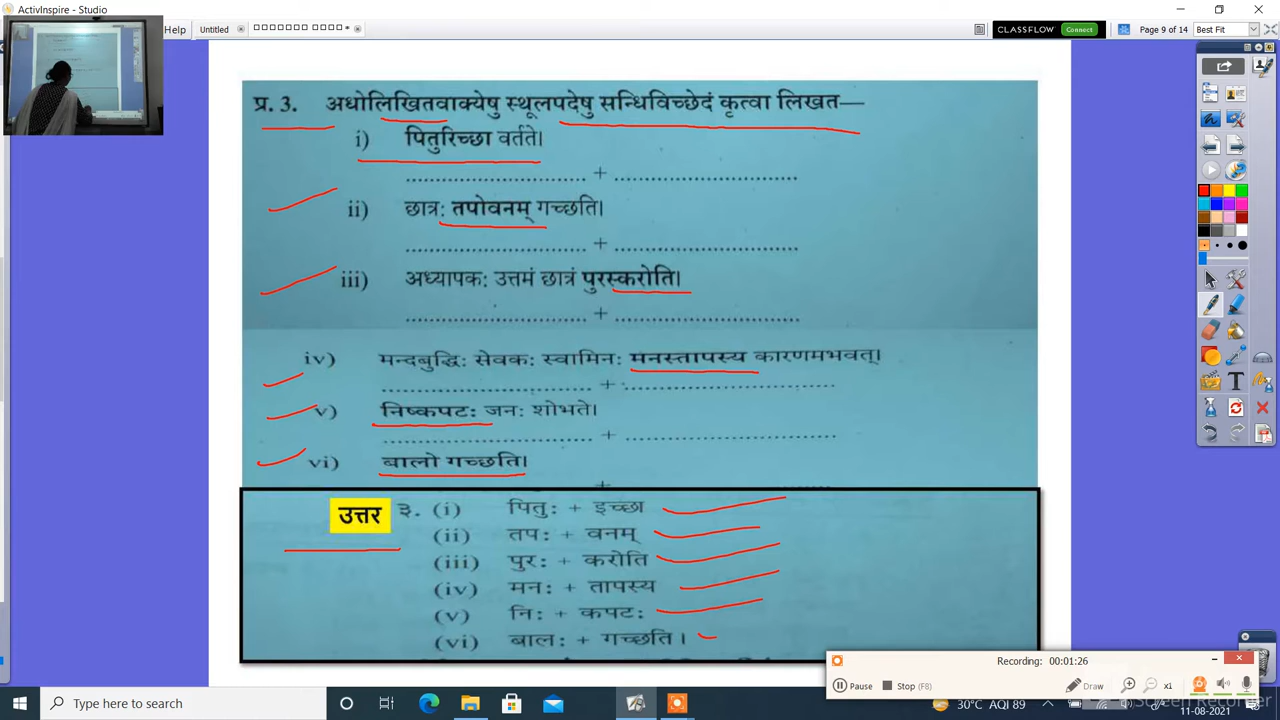 ActivInspire - Studio
Help
Untitled
CLASSFLOW Connect
Page 9 of 14
Best Fit
प्र. 3. अधोलिखितवाक्येषु स्थूलपदेषु सन्धिविच्छेदं कृत्वा लिखत—
i) पितुरिच्छा वर्तते।
.................................. + ..................................
ii) छात्र: तपोवनम् गच्छति।
.................................. + ..................................
iii) अध्यापक: उत्तमं छात्रं पुरस्करोति।
.................................. + ..................................
iv) मन्दबुद्धि: सेवक: स्वामिन: मनस्तापस्य कारणमभवत्।
.................................. + ..................................
v) निष्कपट: जन: शोभते।
.................................. + ..................................
vi) बालो गच्छति।
उत्तर ३. (i) पितु: + इच्छा
(ii) तप: + वनम्
(iii) पुर: + करोति
(iv) मन: + तापस्य
(v) नि: + कपट:
(vi) बाल: + गच्छति।
Recording: 00:01:26
Pause Stop (F8) Draw x1
Type here to search
30°C AQI 89
11-08-2021